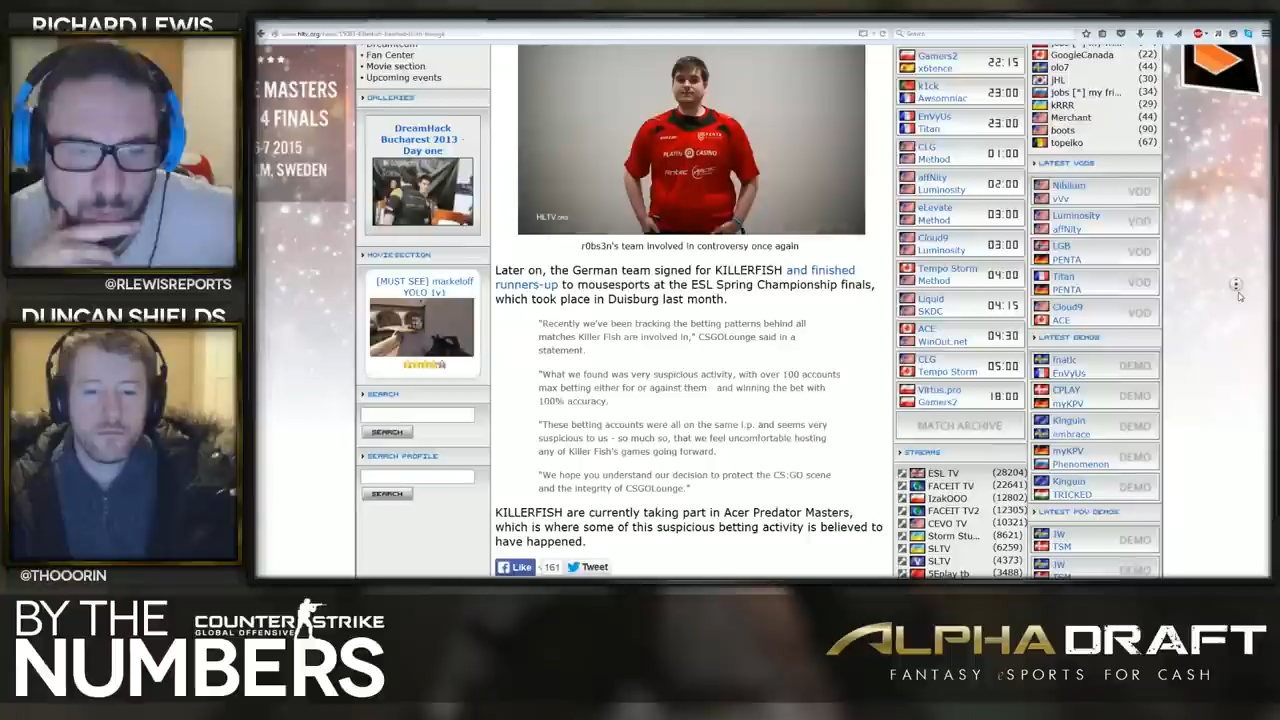 RICHARD LEWIS
@RLEWISREPORTS
DUNCAN SHIELDS
@THOOORIN
E MASTERS
4 FINALS
-7 2015
M, SWEDEN
• Fan Center
• Movie section
• Upcoming events
GALLERIES
DreamHack
Bucharest 2013
Day one
MOVIESECTION
[MUST SEE] markeloff
YOLO 1v1
SEARCH
SEARCH
SEARCH PROFILE
SEARCH
HLTV.ORG
PENTA
PLATIN CASINO
r0bs3n's team involved in controversy once again
Later on, the German team signed for KILLERFISH and finished
runners-up to mousesports at the ESL Spring Championship finals,
which took place in Duisburg last month.
"Recently we've been tracking the betting patterns behind all
matches Killer Fish are involved in," CSGOLounge said in a
statement.
"What we found was very suspicious activity, with over 100 accounts
max betting either for or against them - and winning the bet with
100% accuracy.
"These betting accounts were all on the same i.p. and seems very
suspicious to us - so much so, that we feel uncomfortable hosting
any of Killer Fish's games going forward.
"We hope you understand our decision to protect the CS:GO scene
and the integrity of CSGOLounge."
KILLERFISH are currently taking part in Acer Predator Masters,
which is where some of this suspicious betting activity is believed to
have happened.
Like 161 Tweet
Gamers2
x6tence 22:15
k1ck
Awsomniac 23:00
EnVyUs
Titan 23:00
CLG
Method 01:00
affNity
Luminosity 02:00
eLevate
Method 03:00
Cloud9
Luminosity 03:00
Tempo Storm
Method 04:00
Liquid
SKDC 04:15
ACE
WinOut.net 04:30
CLG
Tempo Storm 05:00
Virtus.pro
Gamers2 18:00
MATCH ARCHIVE
STREAMS
ESL TV (28204)
FACEIT TV (22641)
IzakOOO (12802)
FACEIT TV2 (12305)
CEVO TV (10321)
Storm Stu... (8621)
SLTV (6259)
SLTV (4373)
5Eplay tb (3488)
GoogleCanada (22)
olo7 (44)
JHL (30)
jobs [*] my fri... (34)
kRRR (29)
Merchant (44)
boots (90)
topelko (67)
LATEST VODS
Nihilum
vVv VOD
Luminosity
affNity VOD
LGB
PENTA VOD
Titan
PENTA VOD
Cloud9
ACE VOD
LATEST DEMOS
fnatic
EnVyUs DEMO
CPLAY
myKPV DEMO
Kinguin
embrace DEMO
myKPV
Phenomenon DEMO
Kinguin
TRICKED DEMO
LATEST POV DEMOS
JW
TSM DEMO
JW
TSM DEMO
BY THE
NUMBERS
COUNTER STRIKE
GLOBAL OFFENSIVE
ALPHADRAFT
FANTASY eSPORTS FOR CASH